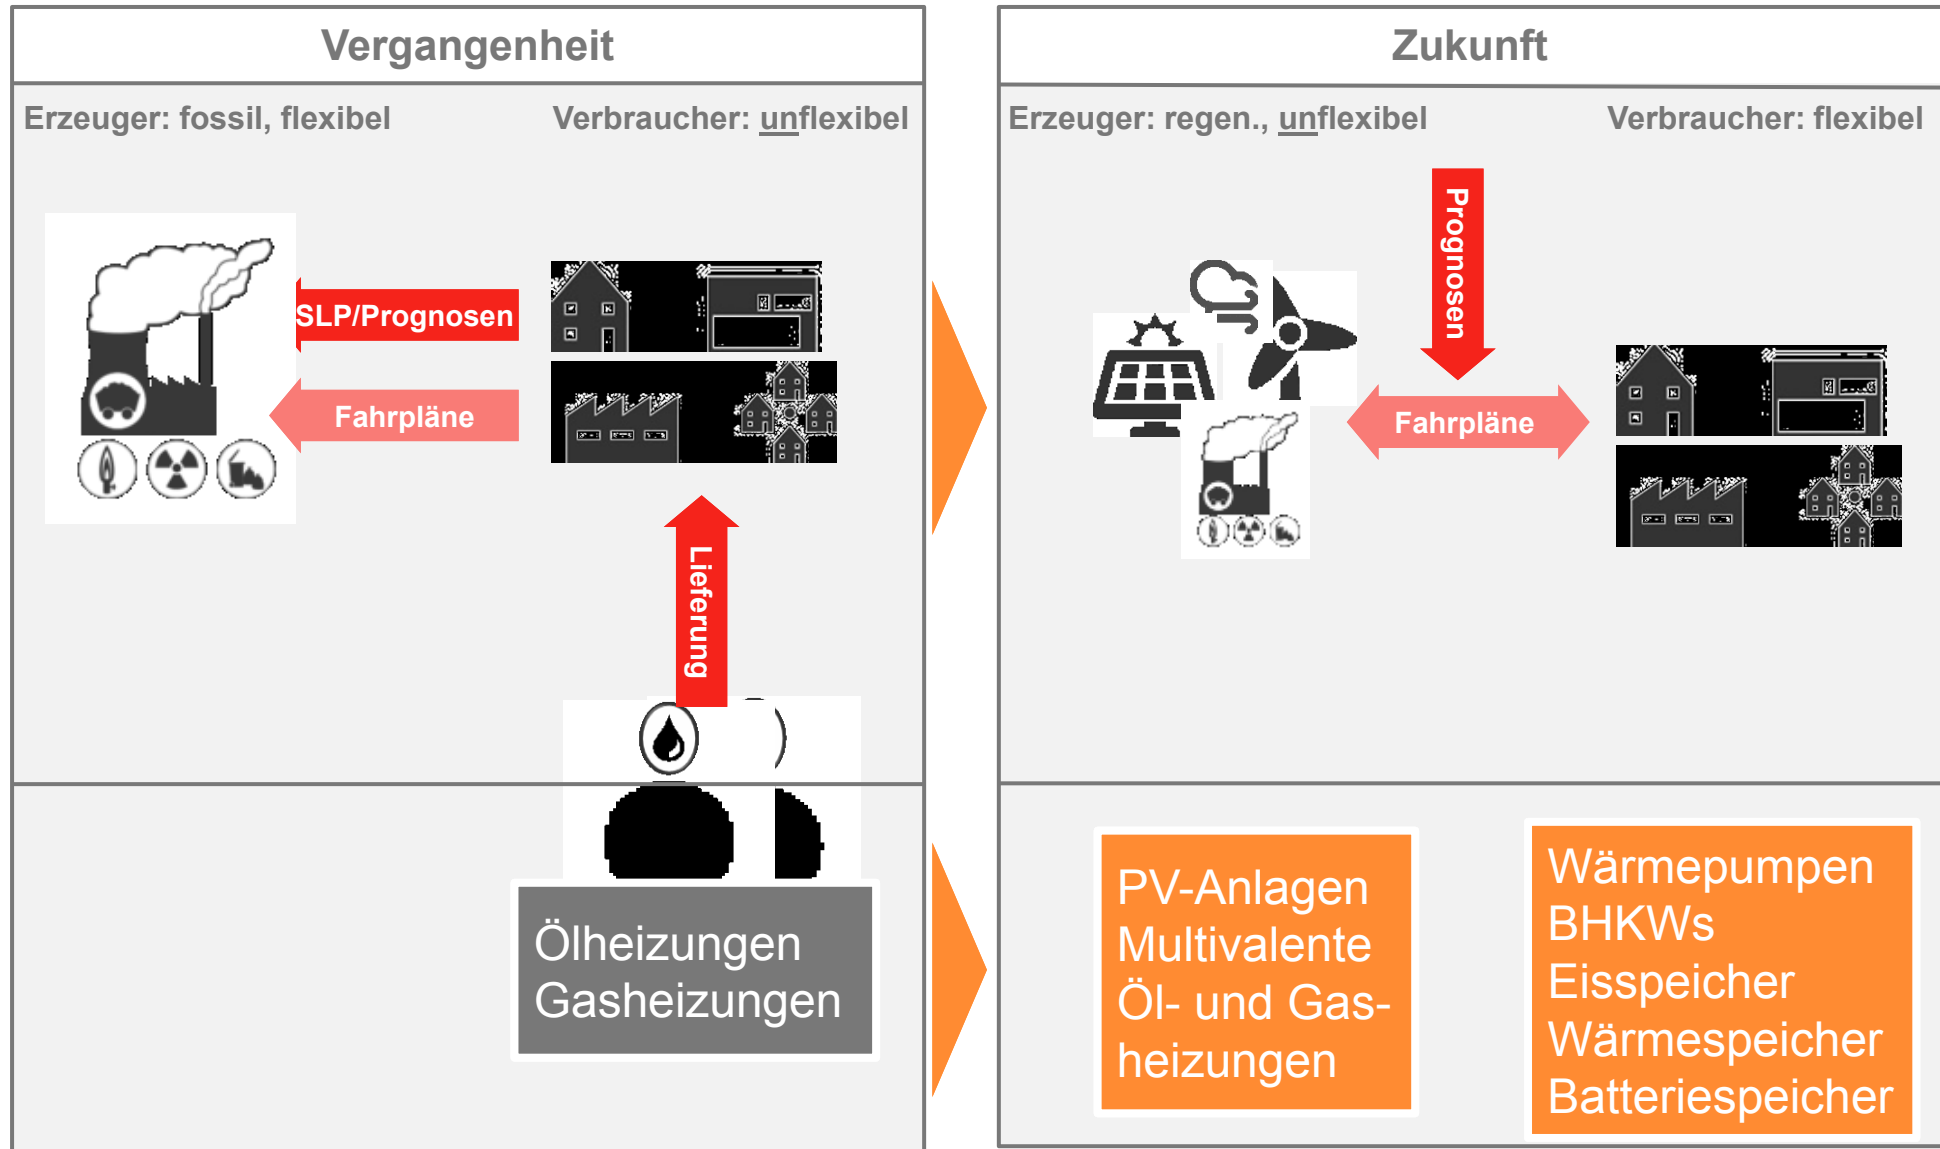 Vergangenheit
Erzeuger: fossil, flexibel
Verbraucher: unflexibel
SLP/Prognosen
Fahrpläne
Lieferung
Ölheizungen
Gasheizungen
Zukunft
Erzeuger: regen., unflexibel
Verbraucher: flexibel
Prognosen
Fahrpläne
PV-Anlagen
Multivalente
Öl- und Gas-
heizungen
Wärmepumpen
BHKWs
Eisspeicher
Wärmespeicher
Batteriespeicher